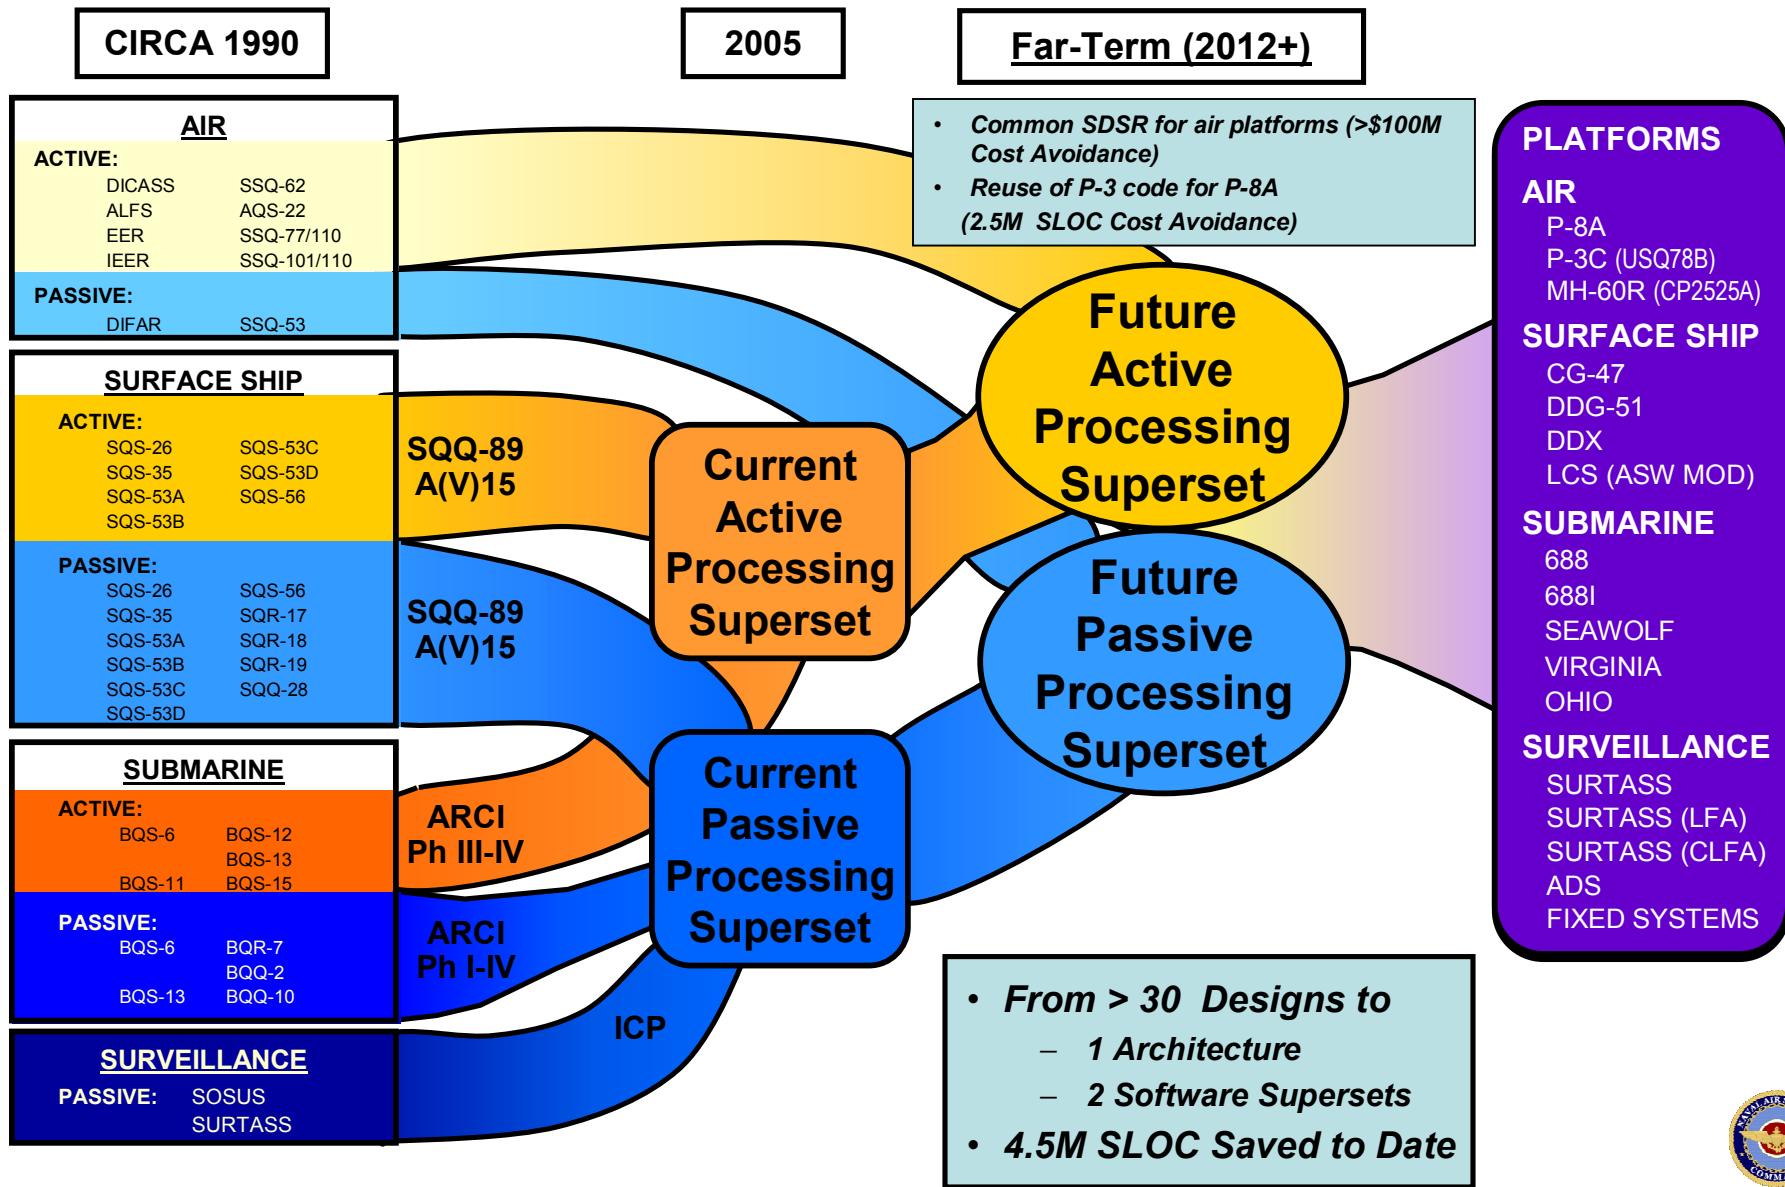 CIRCA 1990
2005
Far-Term (2012+)
AIR
ACTIVE:
DICASS SSQ-62
ALFS AQS-22
EER SSQ-77/110
IEER SSQ-101/110
PASSIVE:
DIFAR SSQ-53
SURFACE SHIP
ACTIVE:
SQS-26 SQS-53C
SQS-35 SQS-53D
SQS-53A SQS-56
SQS-53B
PASSIVE:
SQS-26 SQS-56
SQS-35 SQR-17
SQS-53A SQR-18
SQS-53B SQR-19
SQS-53C SQQ-28
SQS-53D
SUBMARINE
ACTIVE:
BQS-6 BQS-12
BQS-13
BQS-11 BQS-15
PASSIVE:
BQS-6 BQR-7
BQQ-2
BQS-13 BQQ-10
SURVEILLANCE
PASSIVE: SOSUS
SURTASS
SQQ-89
A(V)15
SQQ-89
A(V)15
ARCI
Ph III-IV
ARCI
Ph I-IV
ICP
Current
Active
Processing
Superset
Current
Passive
Processing
Superset
• Common SDSR for air platforms (>$100M
Cost Avoidance)
• Reuse of P-3 code for P-8A
(2.5M SLOC Cost Avoidance)
Future
Active
Processing
Superset
Future
Passive
Processing
Superset
• From > 30 Designs to
– 1 Architecture
– 2 Software Supersets
• 4.5M SLOC Saved to Date
PLATFORMS
AIR
P-8A
P-3C (USQ78B)
MH-60R (CP2525A)
SURFACE SHIP
CG-47
DDG-51
DDX
LCS (ASW MOD)
SUBMARINE
688
688I
SEAWOLF
VIRGINIA
OHIO
SURVEILLANCE
SURTASS
SURTASS (LFA)
SURTASS (CLFA)
ADS
FIXED SYSTEMS